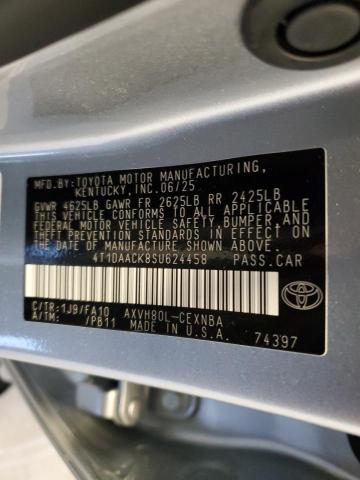 MFD.BY:TOYOTA MOTOR MANUFACTURING,
KENTUCKY, INC.06/25
GVWR 4625LB GAWR FR 2625LB RR 2425LB
THIS VEHICLE CONFORMS TO ALL APPLICABLE
FEDERAL MOTOR VEHICLE SAFETY, BUMPER AND
THEFT PREVENTION STANDARDS IN EFFECT
ON THE DATE OF MANUFACTURE SHOWN ABOVE.
4T1DAACK8SU624458 PASS.CAR
C/TR:1J9/FA10 AXVH80L-CEXNBA
A/TM: /PB11 MADE IN U.S.A. 74397
TOYOTA